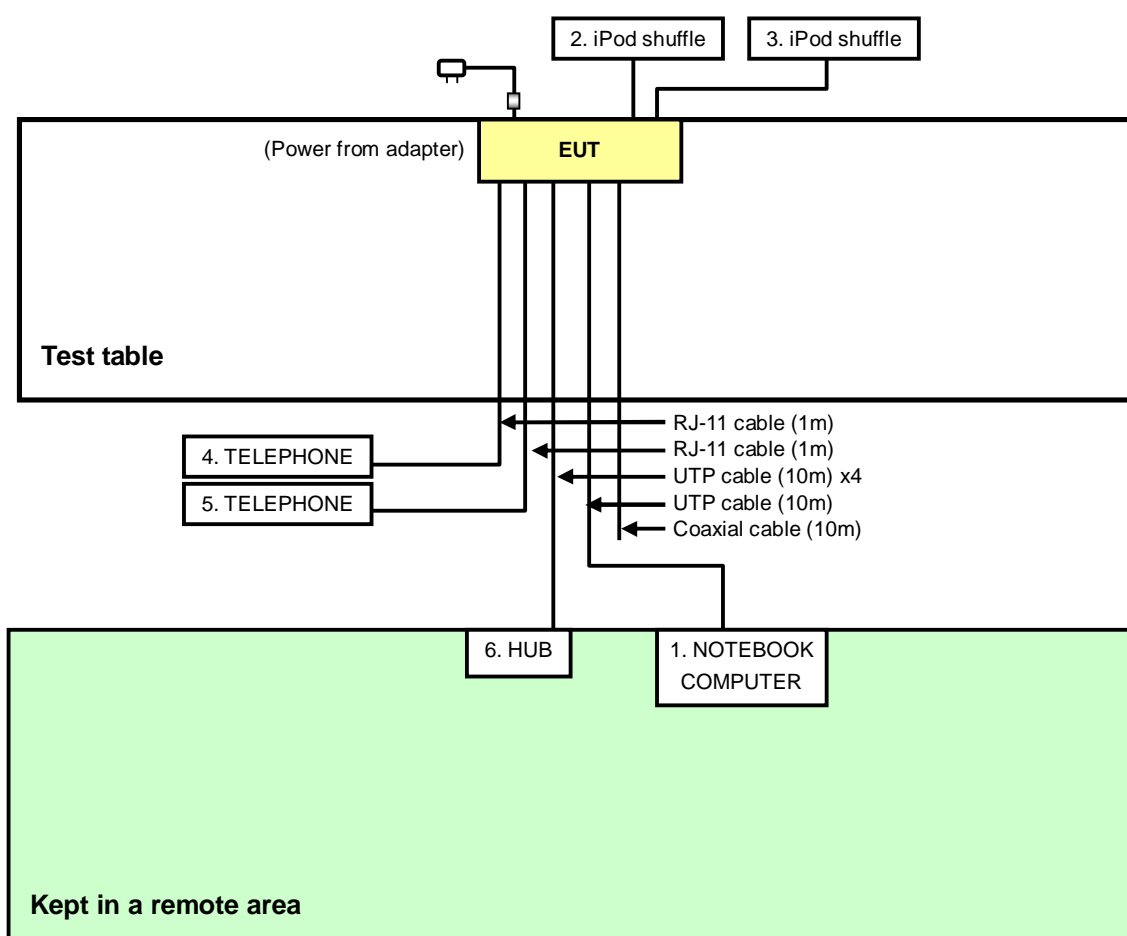 2. iPod shuffle
3. iPod shuffle
(Power from adapter)
EUT
Test table
RJ-11 cable (1m)
RJ-11 cable (1m)
4. TELEPHONE
UTP cable (10m) x4
5. TELEPHONE
UTP cable (10m)
Coaxial cable (10m)
6. HUB
1. NOTEBOOK
COMPUTER
Kept in a remote area